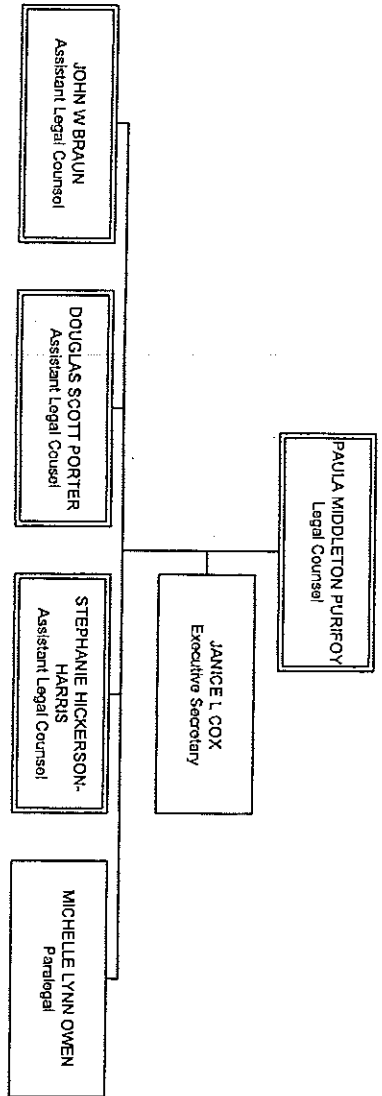 PAULA MIDDLETON PURIFOY
Legal Counsel
JANICE L COX
Executive Secretary
JOHN W BRAUN
Assistant Legal Counsel
DOUGLAS SCOTT PORTER
Assistant Legal Cousel
STEPHANIE HICKERSON-
HARRIS
Assistant Legal Counsel
MICHELLE LYNN OWEN
Paralegal